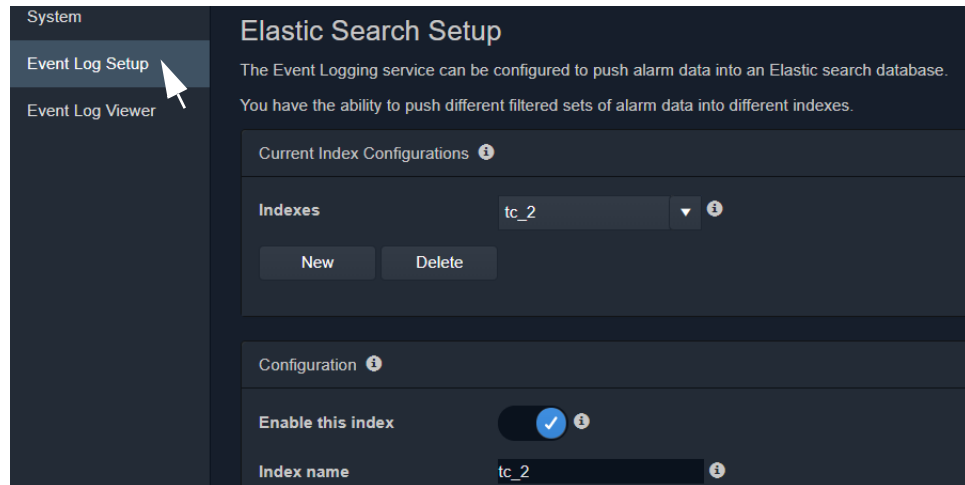 System
Event Log Setup
Event Log Viewer
Elastic Search Setup
The Event Logging service can be configured to push alarm data into an Elastic search database.
You have the ability to push different filtered sets of alarm data into different indexes.
Current Index Configurations
Indexes
tc_2
New
Delete
Configuration
Enable this index
Index name
tc_2